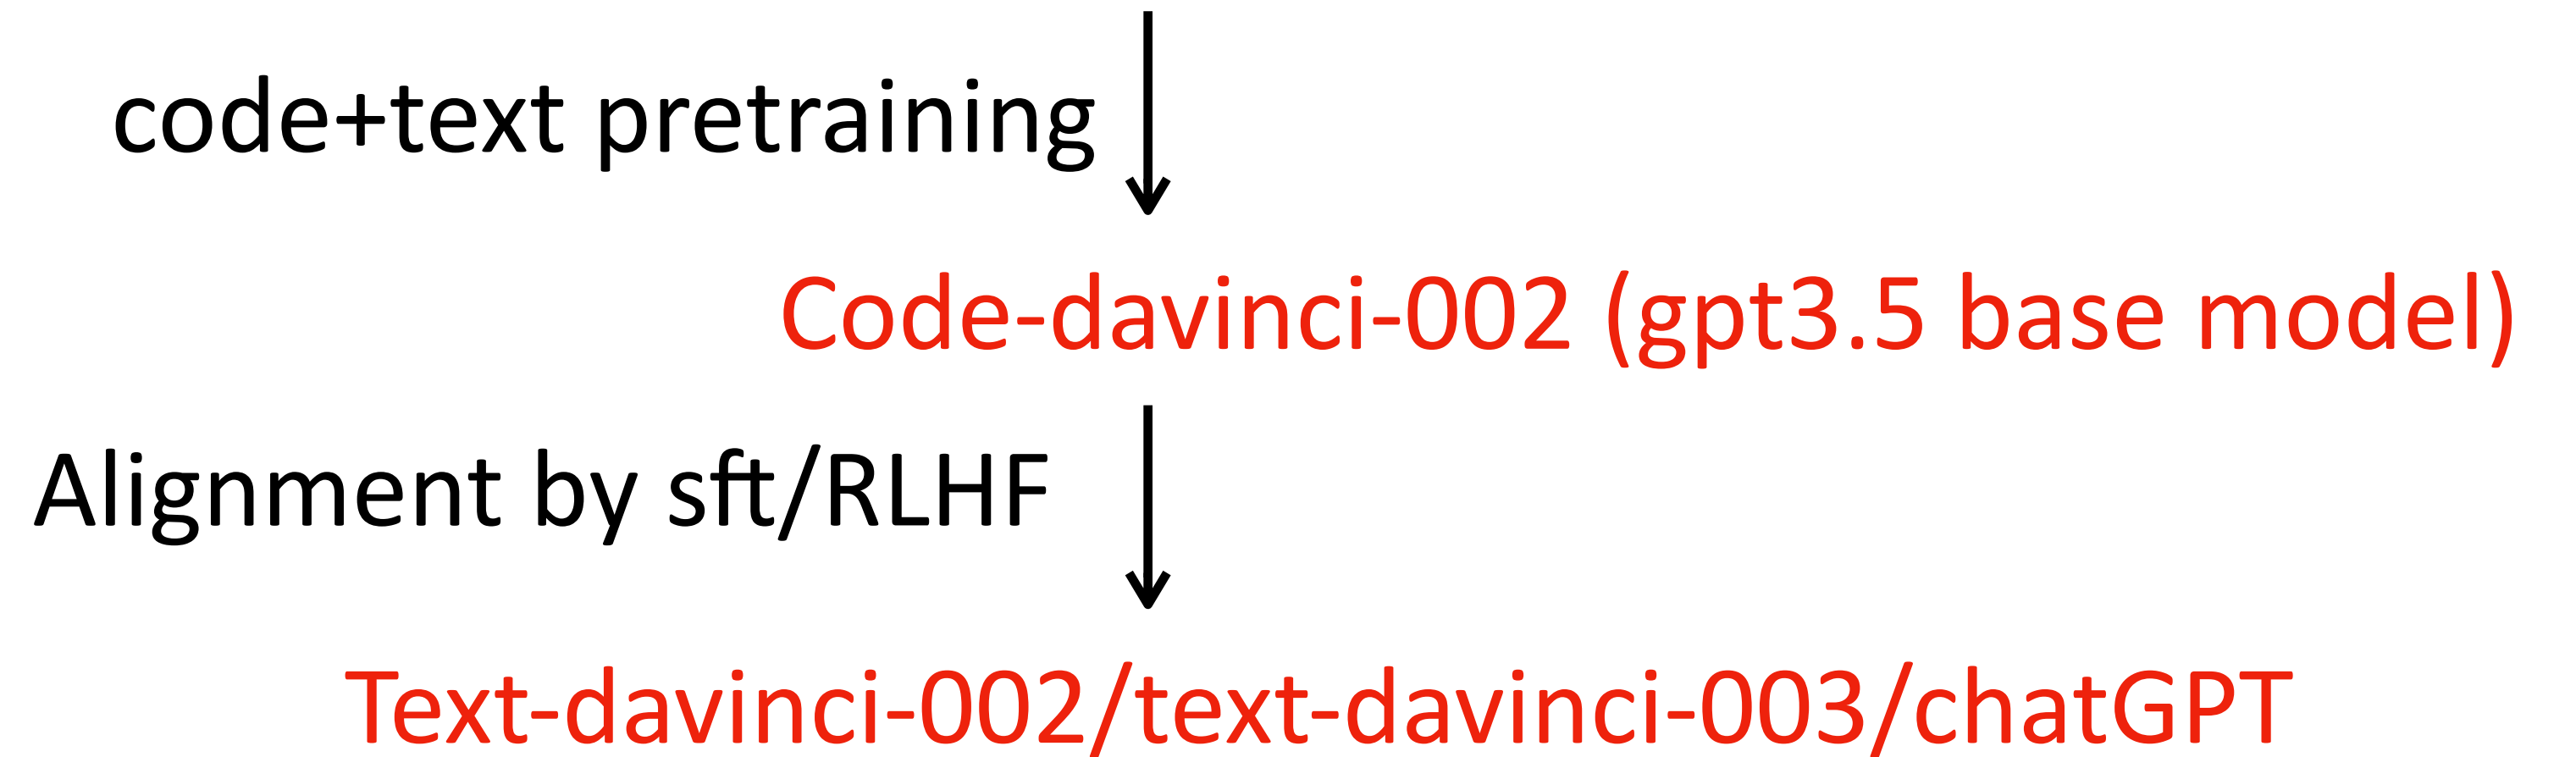 code+text pretraining
Code-davinci-002 (gpt3.5 base model)
Alignment by sft/RLHF
Text-davinci-002/text-davinci-003/chatGPT